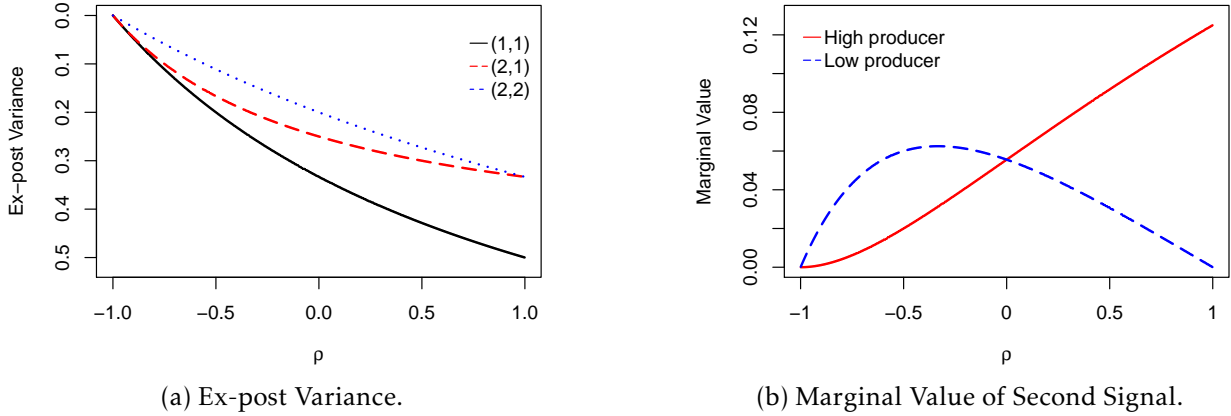 0.0
0.1
0.2
0.3
0.4
0.5
Ex−post Variance
(1,1)
(2,1)
(2,2)
−1.0
−0.5
0.0
0.5
1.0
ρ
(a) Ex-post Variance.
0.12
0.08
0.04
0.00
Marginal Value
High producer
Low producer
−1
−0.5
0
0.5
1
ρ
(b) Marginal Value of Second Signal.